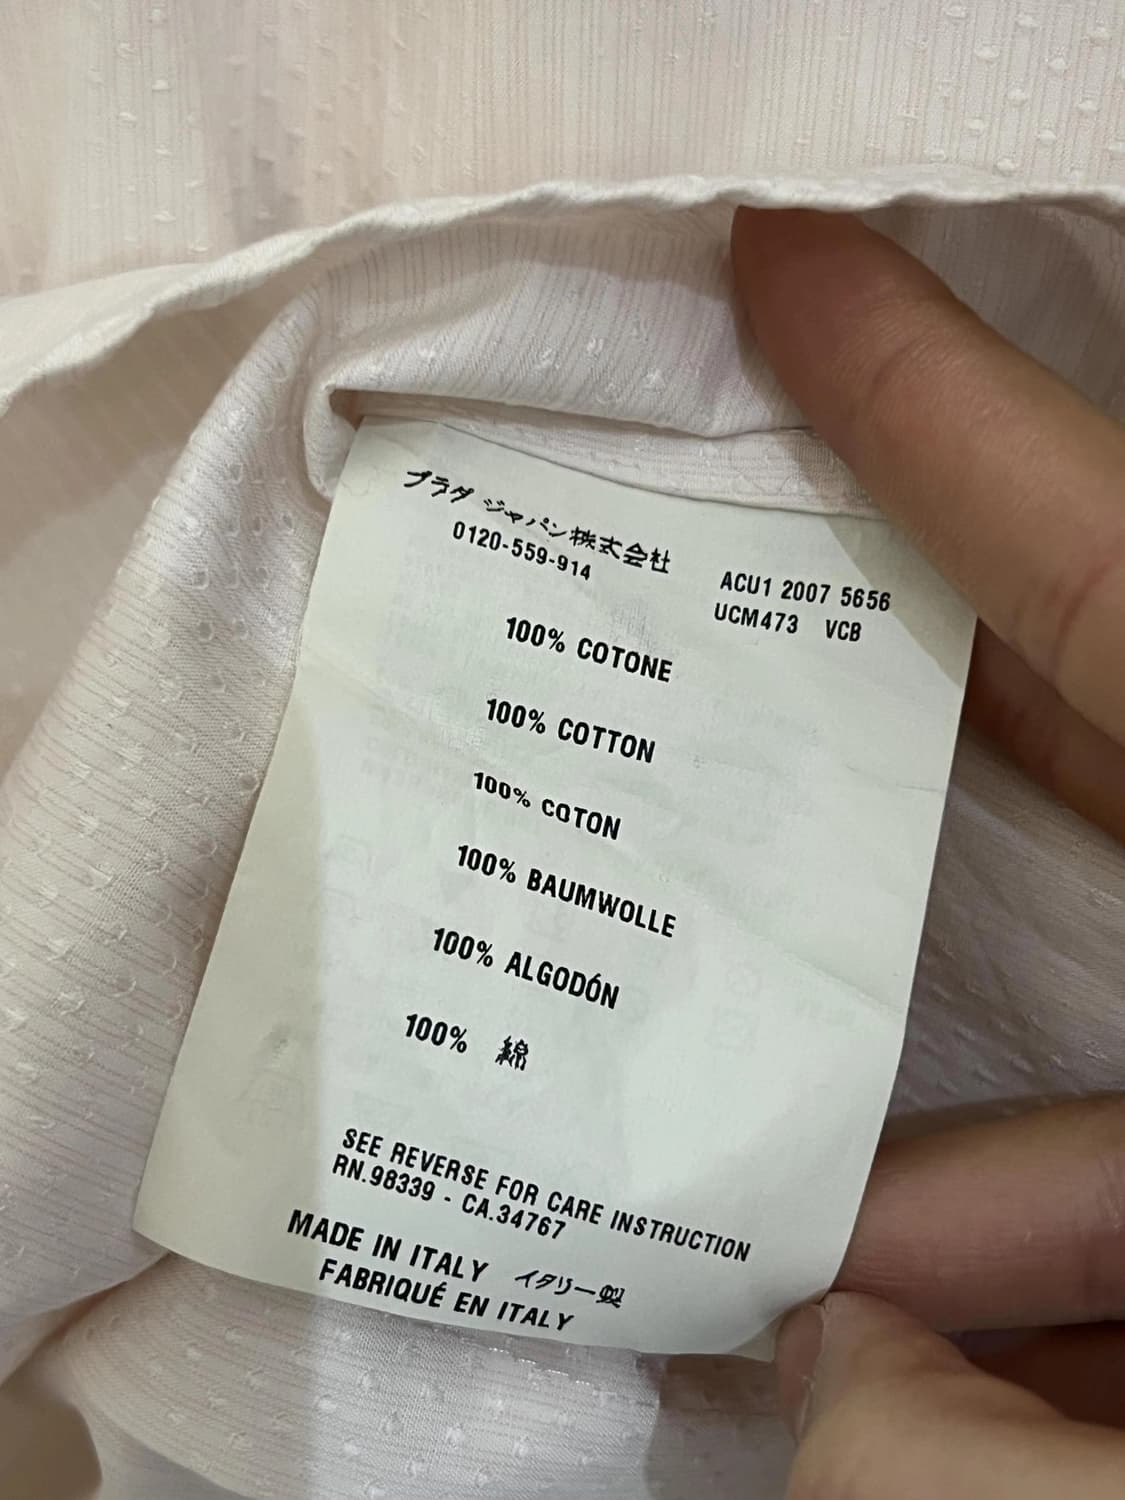 プラダ ジャパン株式会社
0120-559-914
ACU1 2007 5656
UCM473 VCB
100% COTONE
100% COTTON
100% COTON
100% BAUMWOLLE
100% ALGODÓN
100% 綿
SEE REVERSE FOR CARE INSTRUCTION
RN.98339 - CA.34767
MADE IN ITALY イタリー製
FABRIQUÉ EN ITALY